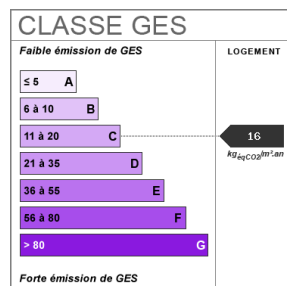 CLASSE GES
Faible émission de GES
LOGEMENT
≤ 5 A
6 à 10 B
11 à 20 C
16
kgéqCO2/m².an
21 à 35 D
36 à 55 E
56 à 80 F
> 80 G
Forte émission de GES